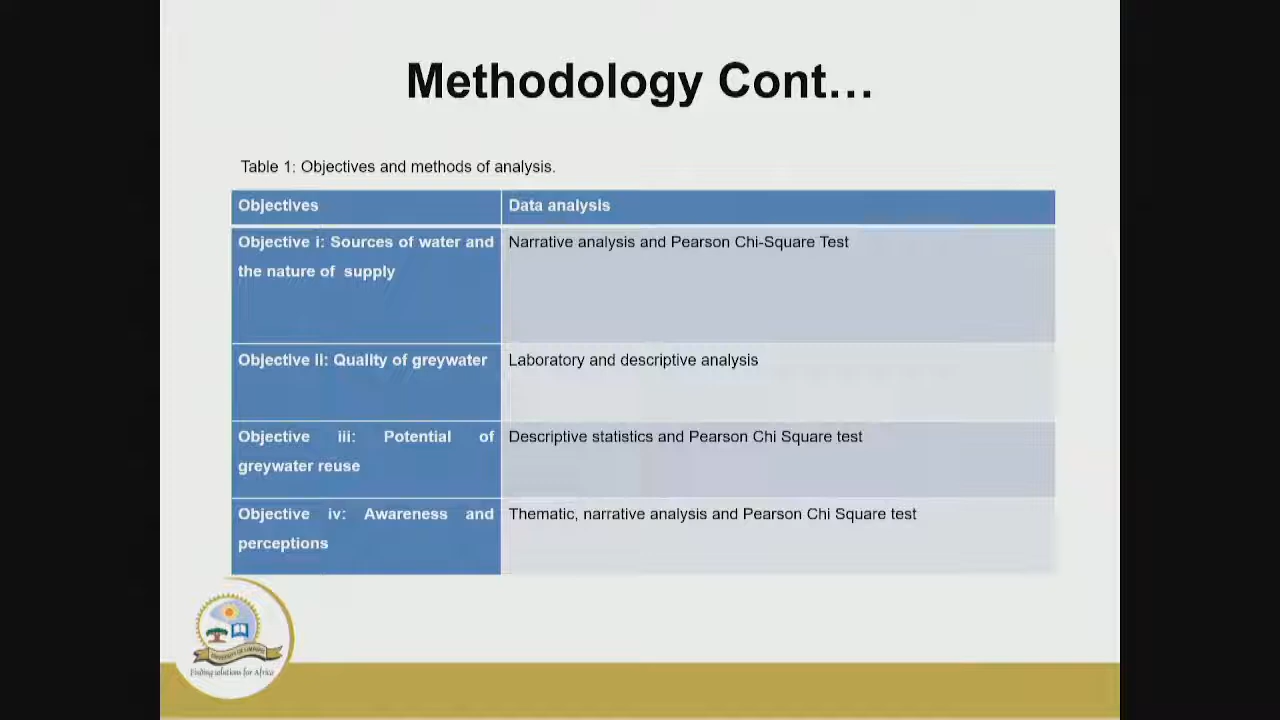 Methodology Cont…
Table 1: Objectives and methods of analysis.
Objectives
Data analysis
Objective i: Sources of water and
the nature of supply
Narrative analysis and Pearson Chi-Square Test
Objective ii: Quality of greywater
Laboratory and descriptive analysis
Objective iii: Potential of
greywater reuse
Descriptive statistics and Pearson Chi Square test
Objective iv: Awareness and
perceptions
Thematic, narrative analysis and Pearson Chi Square test
UNIVERSITY OF LIMPOPO
Finding solutions for Africa